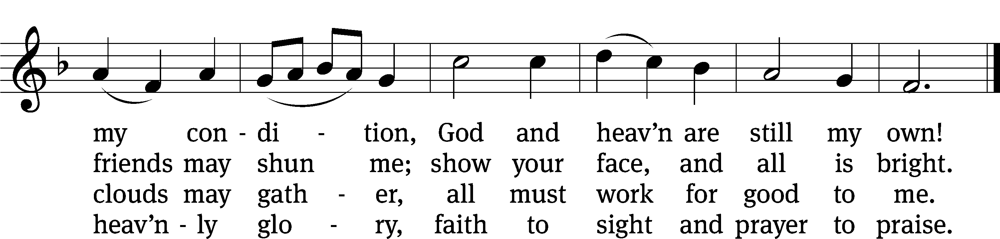 my con - di - tion, God and heav’n are still my own!
friends may shun me; show your face, and all is bright.
clouds may gath - er, all must work for good to me.
heav’n - ly glo - ry, faith to sight and prayer to praise.